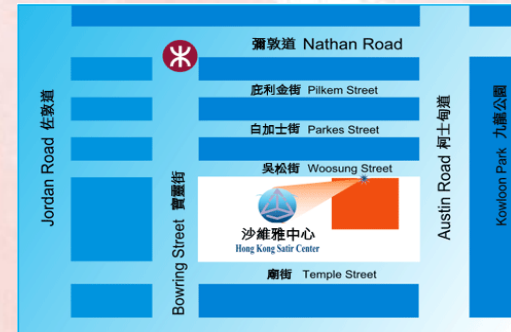 彌敦道 Nathan Road
庇利金街 Pilkem Street
白加士街 Parkes Street
吳松街 Woosung Street
沙維雅中心
Hong Kong Satir Center
廟街 Temple Street
Jordan Road 佐敦道
Bowring Street 寶靈街
Austin Road 柯士甸道
Kowloon Park 九龍公園